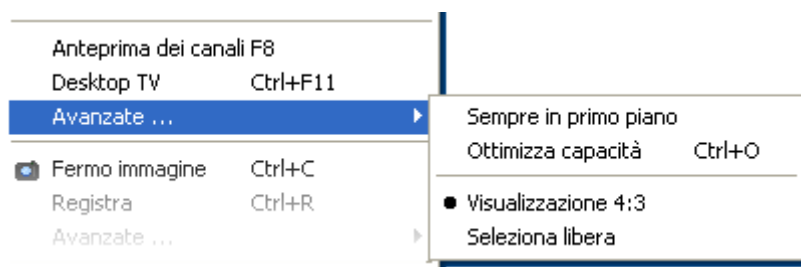 Anteprima dei canali F8
Desktop TV Ctrl+F11
Avanzate ...
Fermo immagine Ctrl+C
Registra Ctrl+R
Avanzate ...
Sempre in primo piano
Ottimizza capacità Ctrl+O
Visualizzazione 4:3
Seleziona libera